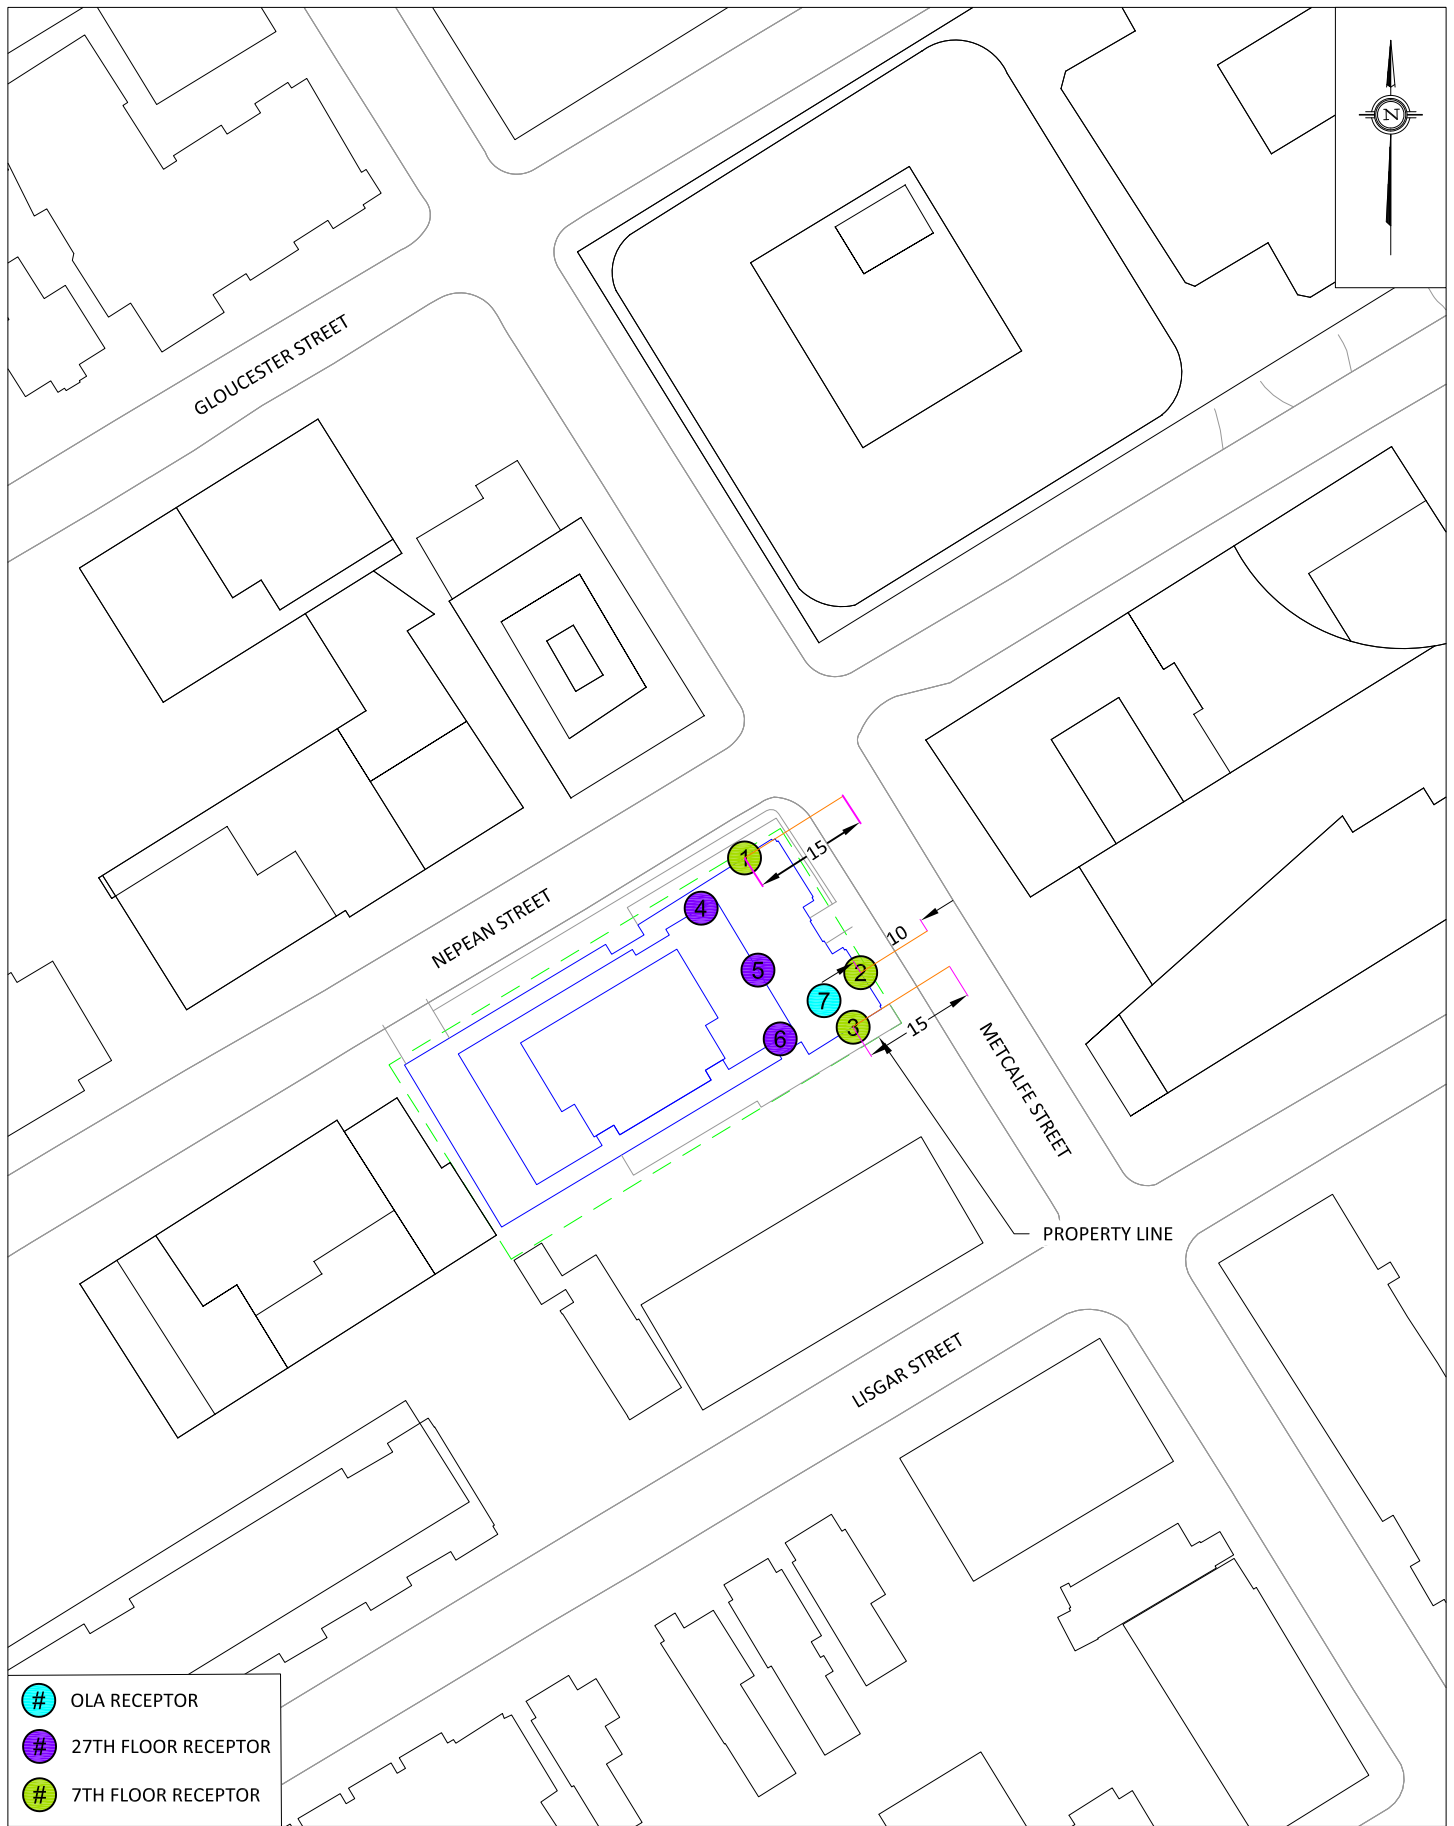 N
GLOUCESTER STREET
1
15
4
NEPEAN STREET
10
5
2
7
3
15
6
METCALFE STREET
PROPERTY LINE
LISGAR STREET
# OLA RECEPTOR
# 27TH FLOOR RECEPTOR
# 7TH FLOOR RECEPTOR